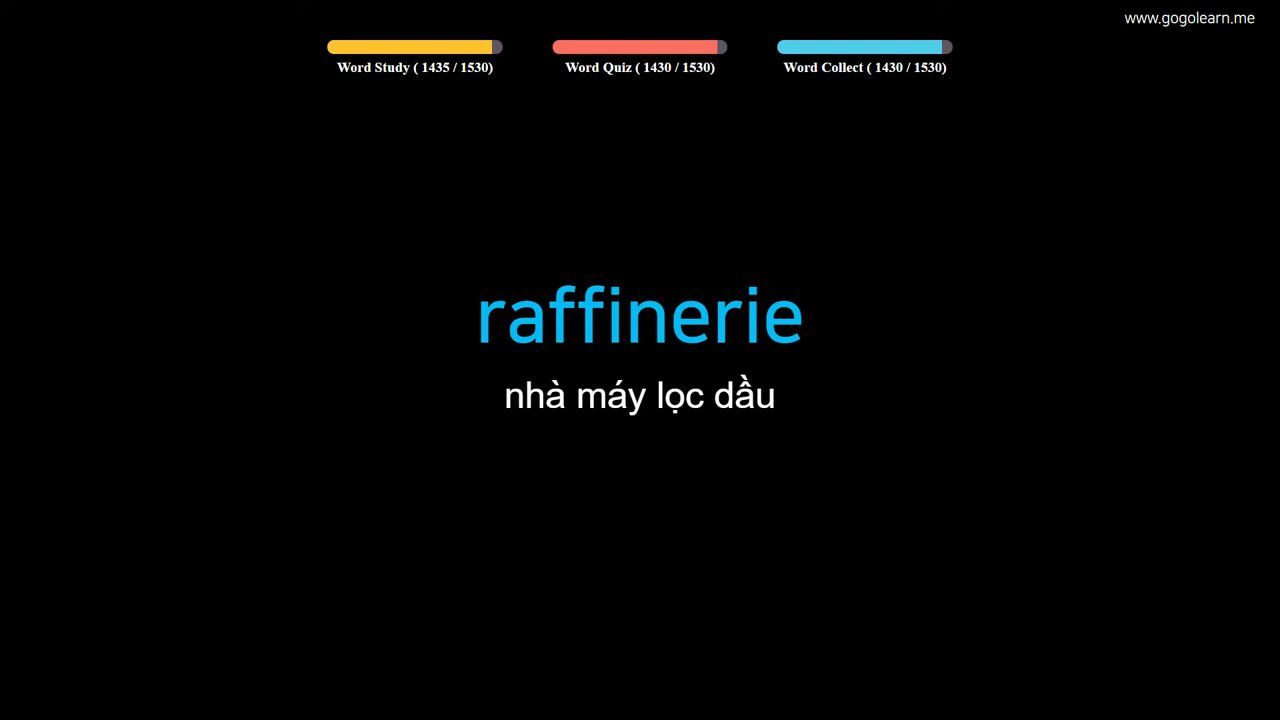 www.gogolearn.me
Word Study ( 1435 / 1530)
Word Quiz ( 1430 / 1530)
Word Collect ( 1430 / 1530)
raffinerie
nhà máy lọc dầu